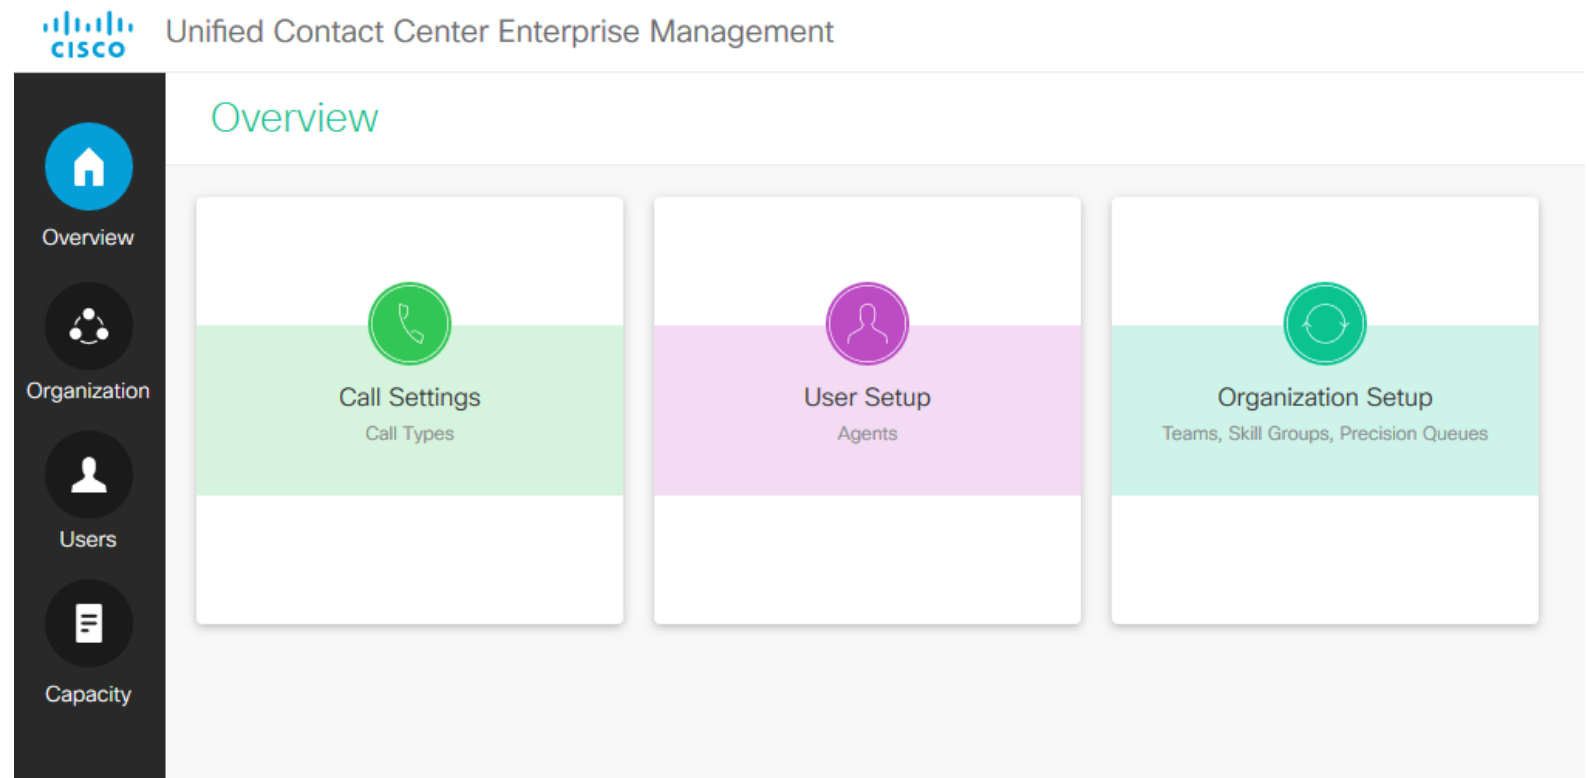 CISCO
Unified Contact Center Enterprise Management
Overview
Overview
Organization
Users
Capacity
Call Settings
Call Types
User Setup
Agents
Organization Setup
Teams, Skill Groups, Precision Queues